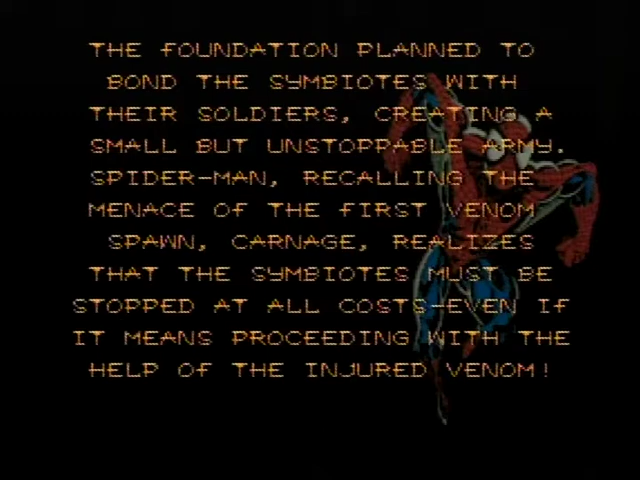 THE FOUNDATION PLANNED TO
BOND THE SYMBIOTES WITH
THEIR SOLDIERS, CREATING A
SMALL BUT UNSTOPPABLE ARMY.
SPIDER-MAN, RECALLING THE
MENACE OF THE FIRST VENOM
SPAWN, CARNAGE, REALIZES
THAT THE SYMBIOTES MUST BE
STOPPED AT ALL COSTS-EVEN IF
IT MEANS PROCEEDING WITH THE
HELP OF THE INJURED VENOM!